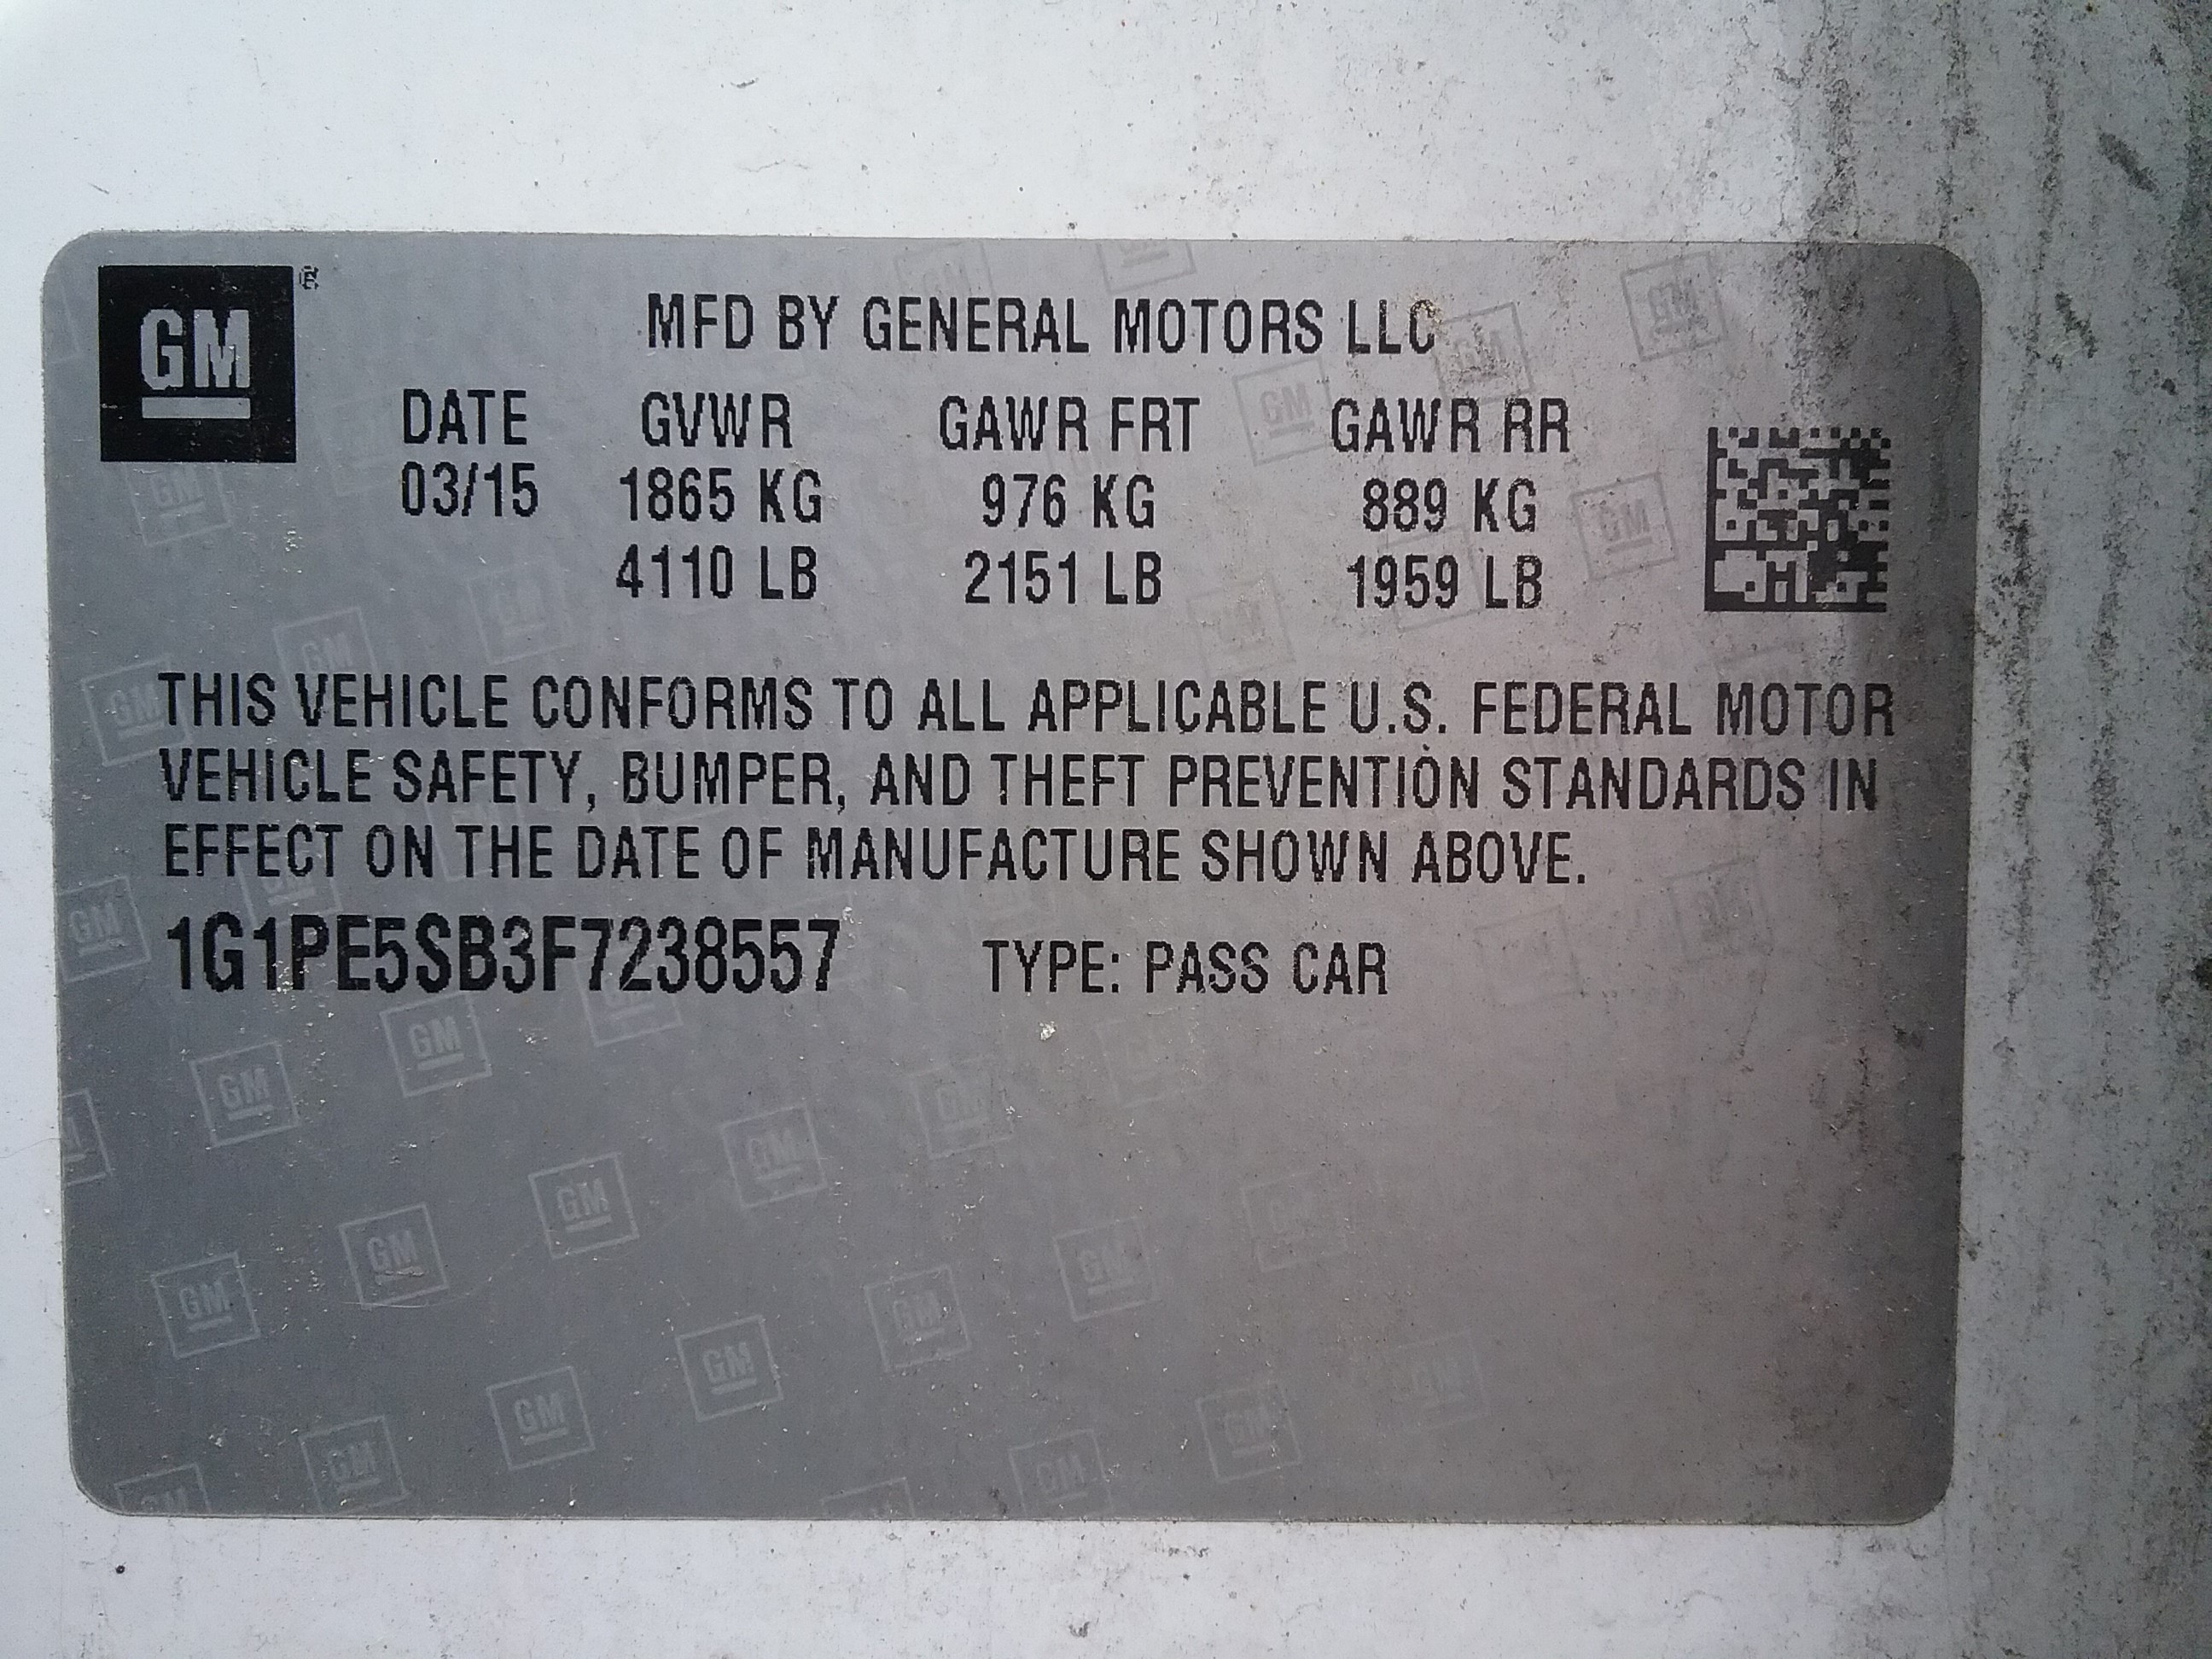 GM ®
MFD BY GENERAL MOTORS LLC
DATE GVWR GAWR FRT GAWR RR
03/15 1865 KG 976 KG 889 KG
4110 LB 2151 LB 1959 LB
THIS VEHICLE CONFORMS TO ALL APPLICABLE U.S. FEDERAL MOTOR
VEHICLE SAFETY, BUMPER, AND THEFT PREVENTION STANDARDS IN
EFFECT ON THE DATE OF MANUFACTURE SHOWN ABOVE.
1G1PE5SB3F7238557 TYPE: PASS CAR